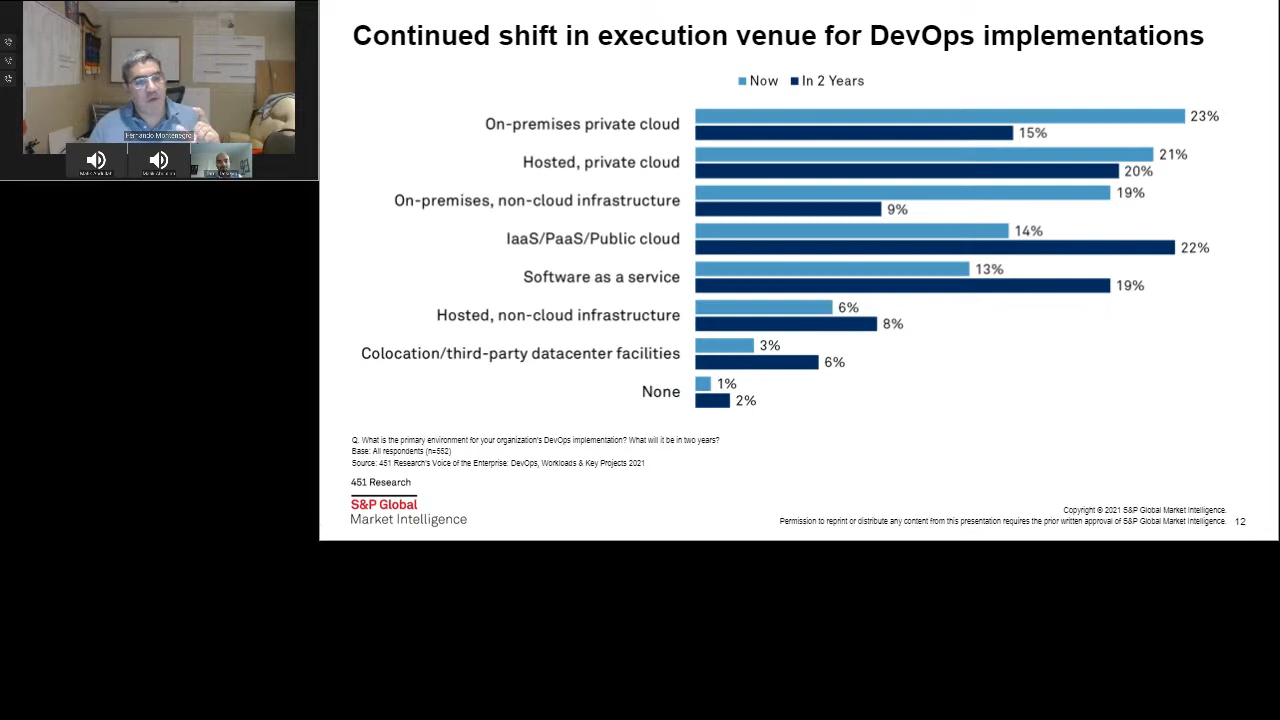 Continued shift in execution venue for DevOps implementations
Now In 2 Years
On-premises private cloud
23%
15%
Hosted, private cloud
21%
20%
On-premises, non-cloud infrastructure
19%
9%
IaaS/PaaS/Public cloud
14%
22%
Software as a service
13%
19%
Hosted, non-cloud infrastructure
6%
8%
Colocation/third-party datacenter facilities
3%
6%
None
1%
2%
Q. What is the primary environment for your organization's DevOps implementation? What will it be in two years?
Base: All respondents (n=552)
Source: 451 Research's Voice of the Enterprise: DevOps, Workloads & Key Projects 2021
451 Research
S&P Global
Market Intelligence
Copyright © 2021 S&P Global Market Intelligence.
Permission to reprint or distribute any content from this presentation requires the prior written approval of S&P Global Market Intelligence. 12
Fernando Montenegro